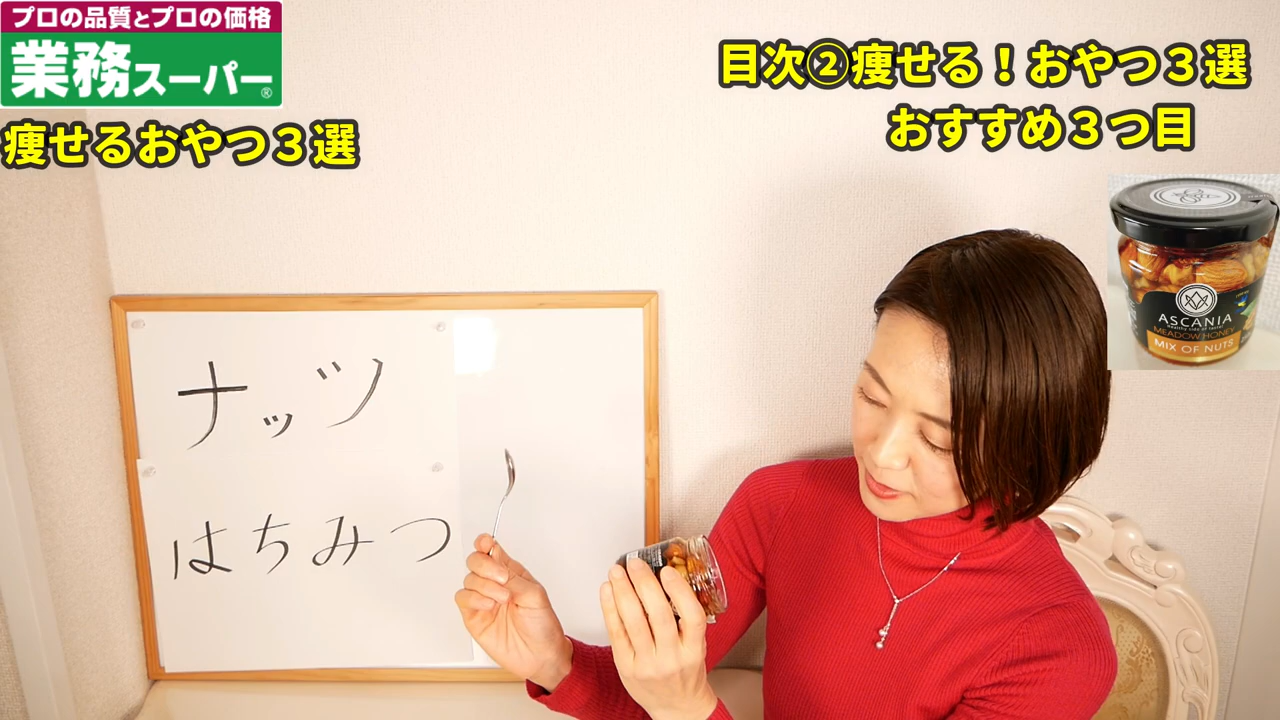 プロの品質とプロの価格
業務スーパー®
痩せるおやつ３選
目次②痩せる！おやつ３選
おすすめ３つ目
ASCANIA
MEADOW HONEY
MIX OF NUTS
ナッツ
はちみつ